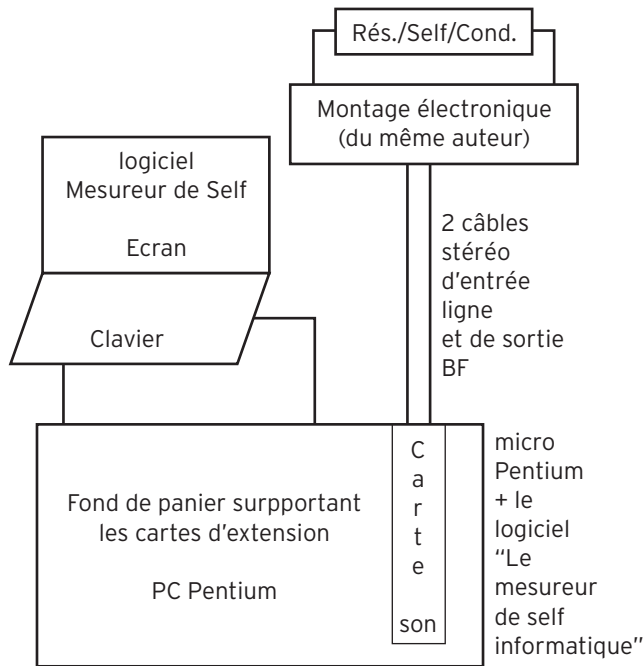 Rés./Self/Cond.
Montage électronique
(du même auteur)
logiciel
Mesureur de Self
Ecran
Clavier
2 câbles
stéréo
d'entrée
ligne
et de sortie
BF
Fond de panier surpportant
les cartes d'extension
PC Pentium
C
a
r
t
e
son
micro
Pentium
+ le
logiciel
“Le
mesureur
de self
informatique”